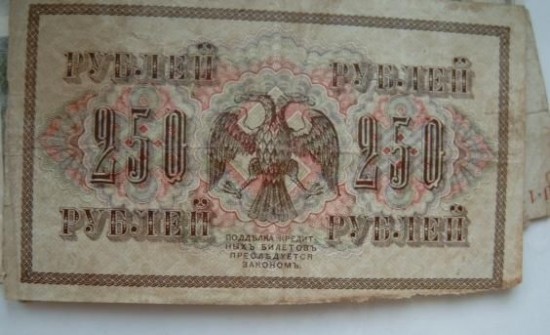 РУБЛЕЙ РУБЛЕЙ
250 250
РУБЛЕЙ РУБЛЕЙ
ПОДДѢЛКА КРЕДИТ
НЫХЪ БИЛЕТОВЪ
ПРЕСЛѢДУЕТСЯ
ЗАКОНОМЪ.